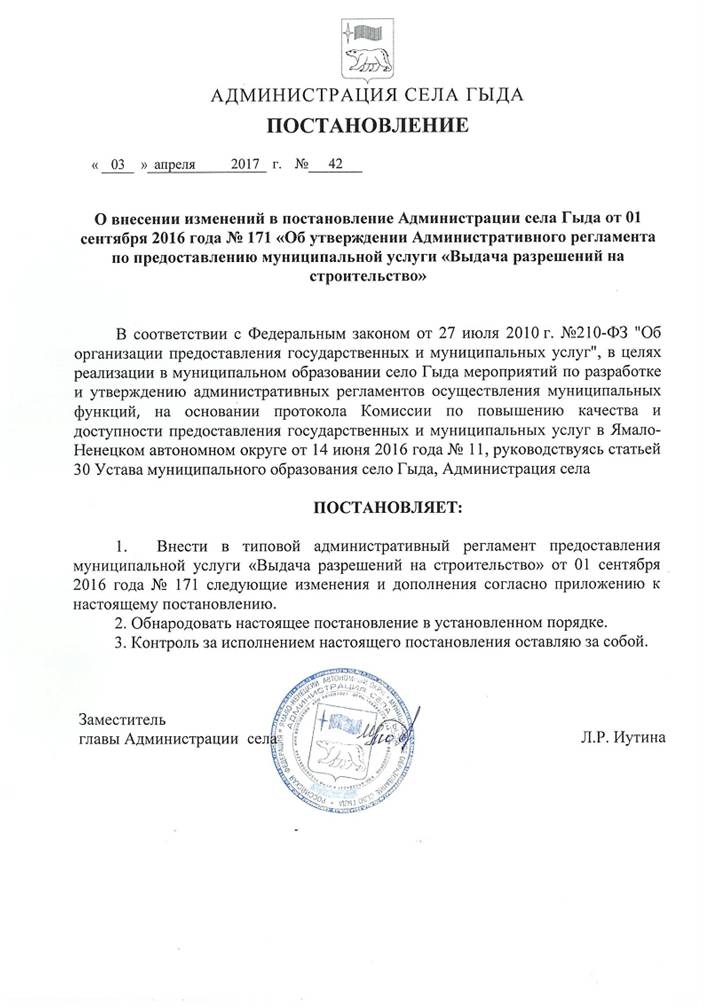 АДМИНИСТРАЦИЯ СЕЛА ГЫДА
ПОСТАНОВЛЕНИЕ
« 03 » апреля 2017 г. № 42
О внесении изменений в постановление Администрации села Гыда от 01
сентября 2016 года № 171 «Об утверждении Административного регламента
по предоставлению муниципальной услуги «Выдача разрешений на
строительство»
В соответствии с Федеральным законом от 27 июля 2010 г. №210-ФЗ "Об
организации предоставления государственных и муниципальных услуг", в целях
реализации в муниципальном образовании село Гыда мероприятий по разработке
и утверждению административных регламентов осуществления муниципальных
функций, на основании протокола Комиссии по повышению качества и
доступности предоставления государственных и муниципальных услуг в Ямало-
Ненецком автономном округе от 14 июня 2016 года № 11, руководствуясь статьей
30 Устава муниципального образования село Гыда, Администрация села
ПОСТАНОВЛЯЕТ:
1. Внести в типовой административный регламент предоставления
муниципальной услуги «Выдача разрешений на строительство» от 01 сентября
2016 года № 171 следующие изменения и дополнения согласно приложению к
настоящему постановлению.
2. Обнародовать настоящее постановление в установленном порядке.
3. Контроль за исполнением настоящего постановления оставляю за собой.
Заместитель
главы Администрации села Л.Р. Иутина
РОССИЙСКАЯ ФЕДЕРАЦИЯ ЯМАЛО-НЕНЕЦКИЙ АВТОНОМНЫЙ ОКРУГ
АДМИНИСТРАЦИЯ СЕЛА